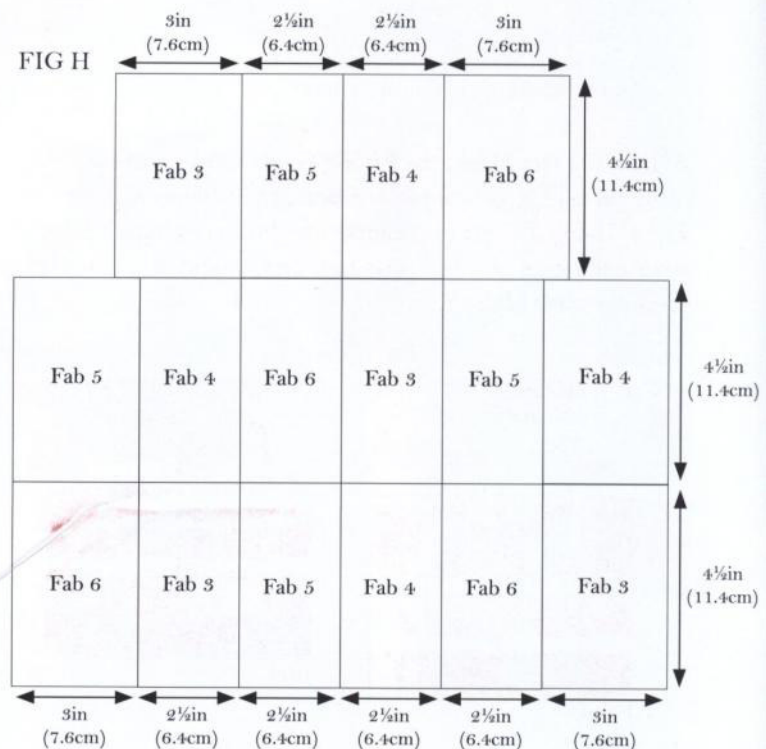 3in 2½in 2½in 3in
(7.6cm) (6.4cm) (6.4cm) (7.6cm)
FIG H
Fab 3 Fab 5 Fab 4 Fab 6
4½in
(11.4cm)
Fab 5 Fab 4 Fab 6 Fab 3 Fab 5 Fab 4
4½in
(11.4cm)
Fab 6 Fab 3 Fab 5 Fab 4 Fab 6 Fab 3
4½in
(11.4cm)
3in 2½in 2½in 2½in 2½in 3in
(7.6cm) (6.4cm) (6.4cm) (6.4cm) (6.4cm) (7.6cm)